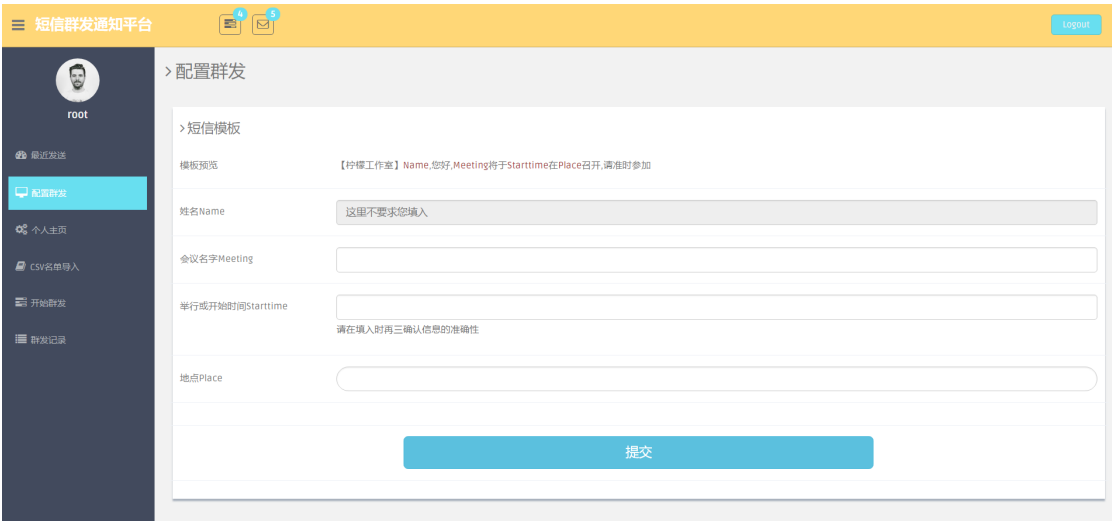 短信群发通知平台
4
5
Logout
root
最近发送
配置群发
个人主页
CSV名单导入
开始群发
群发记录
>配置群发
>短信模板
模板预览 【柠檬工作室】Name,您好,Meeting将于Starttime在Place召开,请准时参加
姓名Name 这里不要求您填入
会议名字Meeting
举行或开始时间Starttime
请在填入时再三确认信息的准确性
地点Place
提交